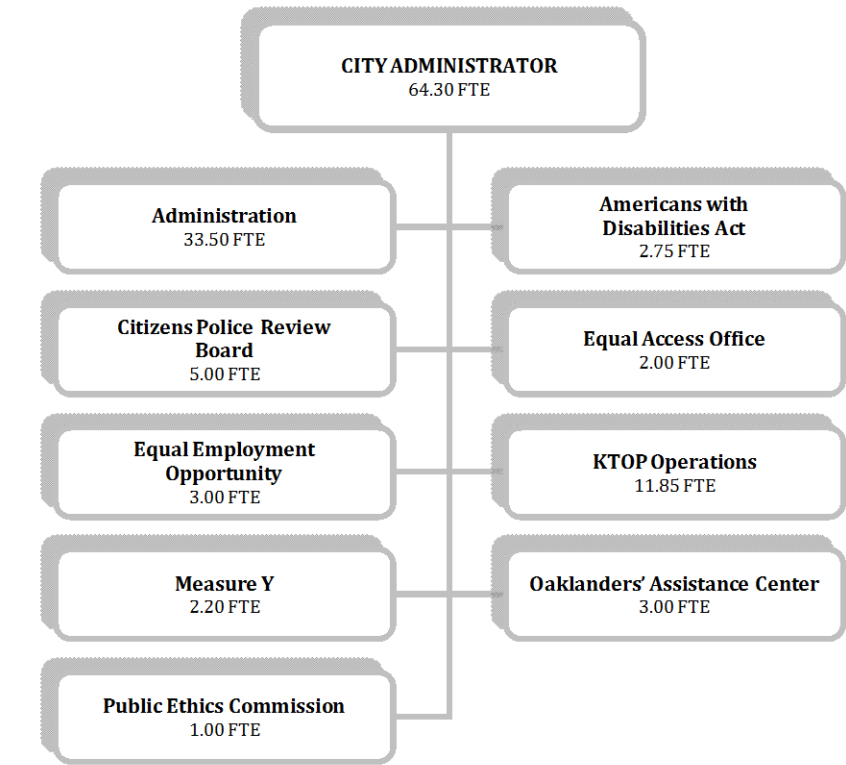 CITY ADMINISTRATOR
64.30 FTE
Administration
33.50 FTE
Americans with
Disabilities Act
2.75 FTE
Citizens Police Review
Board
5.00 FTE
Equal Access Office
2.00 FTE
Equal Employment
Opportunity
3.00 FTE
KTOP Operations
11.85 FTE
Measure Y
2.20 FTE
Oaklanders’ Assistance Center
3.00 FTE
Public Ethics Commission
1.00 FTE